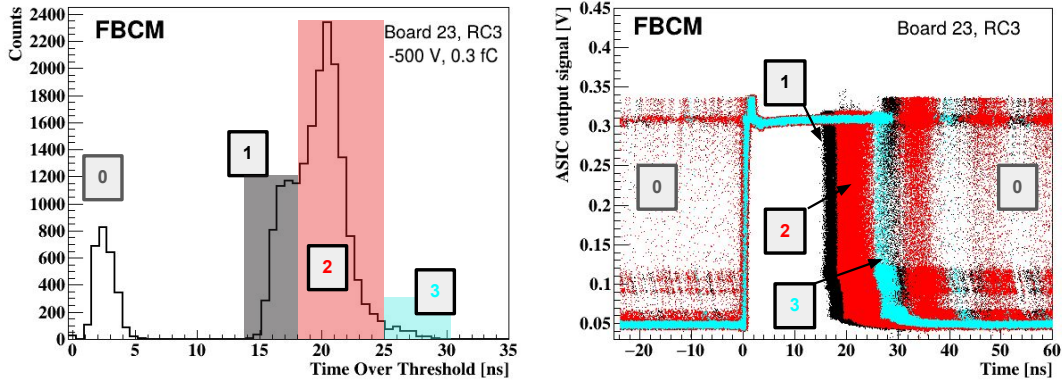 FBCM
Board 23, RC3
-500 V, 0.3 fC
Counts
2400
2200
2000
1800
1600
1400
1200
1000
800
600
400
200
0
0
1
2
3
0 5 10 15 20 25 30 35
Time Over Threshold [ns]
FBCM
Board 23, RC3
ASIC output signal [V]
0.45
0.4
0.35
0.3
0.25
0.2
0.15
0.1
0.05
1
0
0
2
3
−20 −10 0 10 20 30 40 50 60
Time [ns]